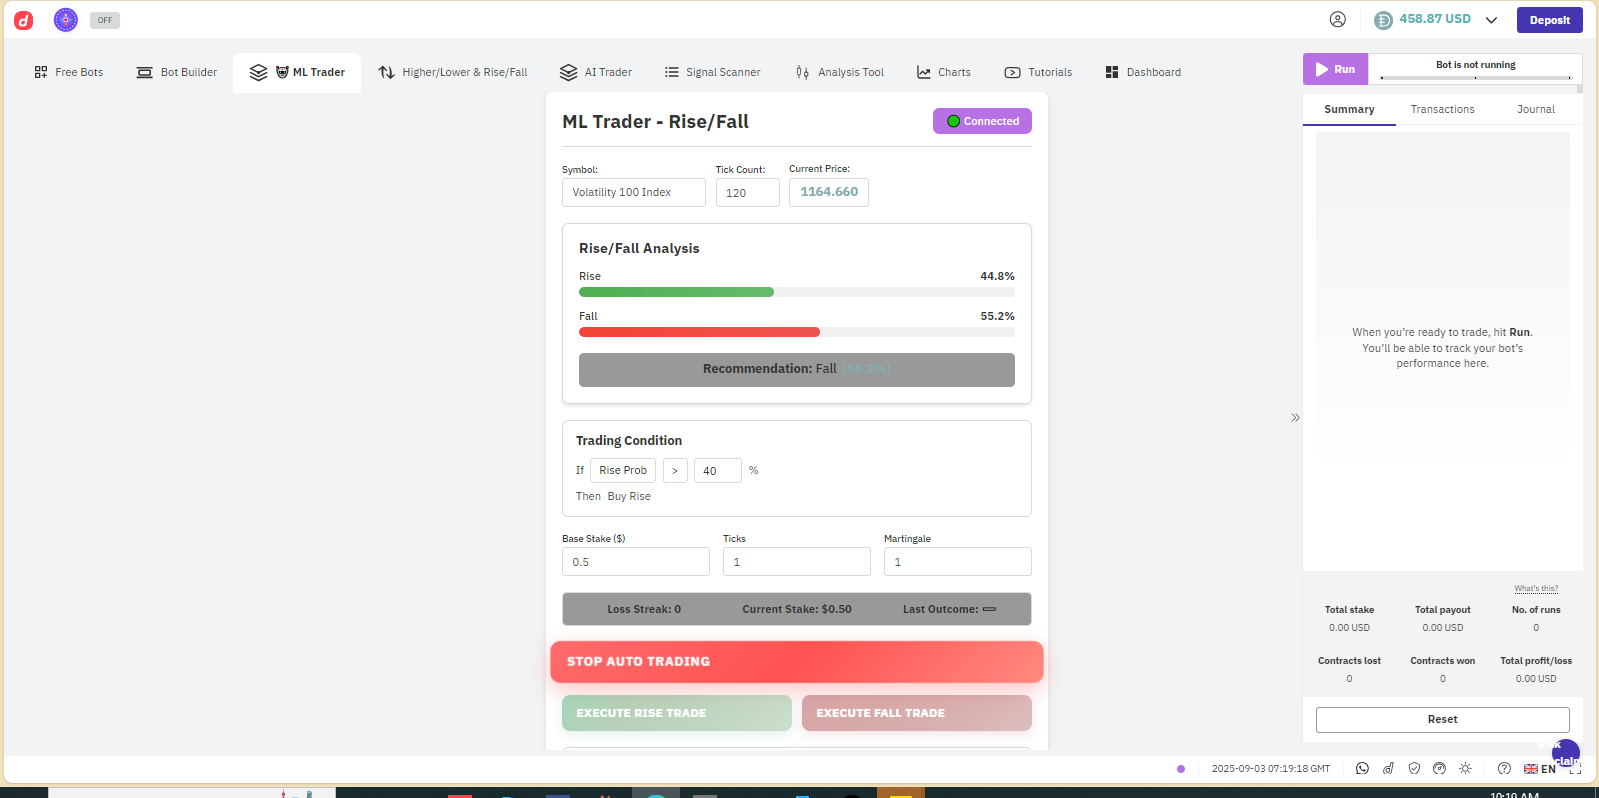 OFF
458.87 USD
Deposit
Free Bots
Bot Builder
ML Trader
Higher/Lower & Rise/Fall
AI Trader
Signal Scanner
Analysis Tool
Charts
Tutorials
Dashboard
Run
Bot is not running
ML Trader - Rise/Fall
Connected
Summary
Transactions
Journal
Symbol:
Tick Count:
Current Price:
Volatility 100 Index
120
1164.660
Rise/Fall Analysis
Rise
44.8%
Fall
55.2%
Recommendation: Fall (55.2%)
When you're ready to trade, hit Run.
You'll be able to track your bot's
performance here.
Trading Condition
If Rise Prob > 40 %
Then Buy Rise
Base Stake ($)
Ticks
Martingale
0.5
1
1
Loss Streak: 0
Current Stake: $0.50
Last Outcome:
STOP AUTO TRADING
EXECUTE RISE TRADE
EXECUTE FALL TRADE
What's this?
Total stake
Total payout
No. of runs
0.00 USD
0.00 USD
0
Contracts lost
Contracts won
Total profit/loss
0
0
0.00 USD
Reset
2025-09-03 07:19:18 GMT
EN
10:19 AM